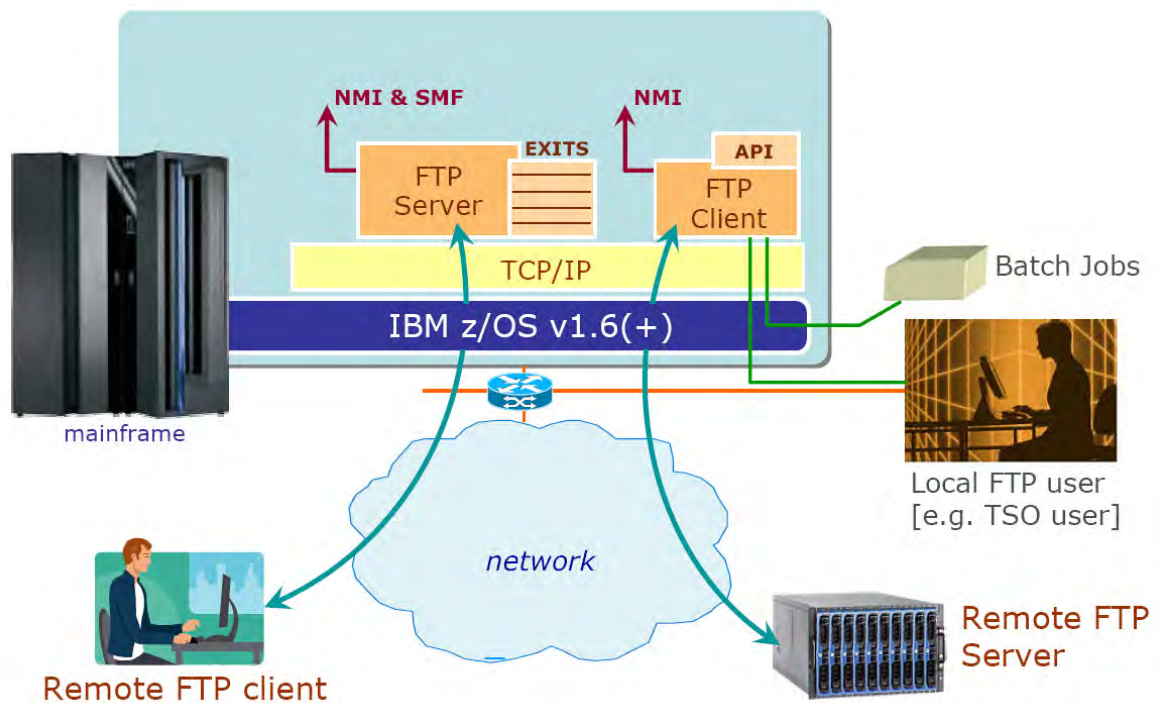 NMI & SMF
NMI
EXITS
API
FTP
Server
FTP
Client
TCP/IP
Batch Jobs
IBM z/OS v1.6(+)
mainframe
Local FTP user
[e.g. TSO user]
network
Remote FTP
Server
Remote FTP client